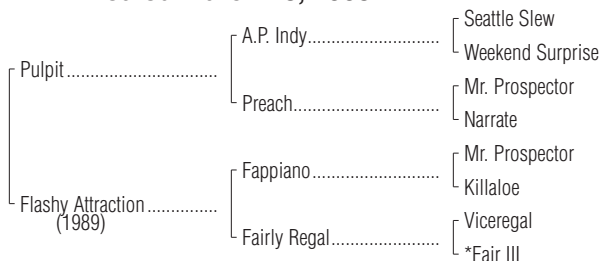 Seattle Slew
A.P. Indy
Weekend Surprise
Pulpit
Mr. Prospector
Preach
Narrate
Mr. Prospector
Fappiano
Killaloe
Flashy Attraction
(1989)
Viceregal
Fairly Regal
*Fair III